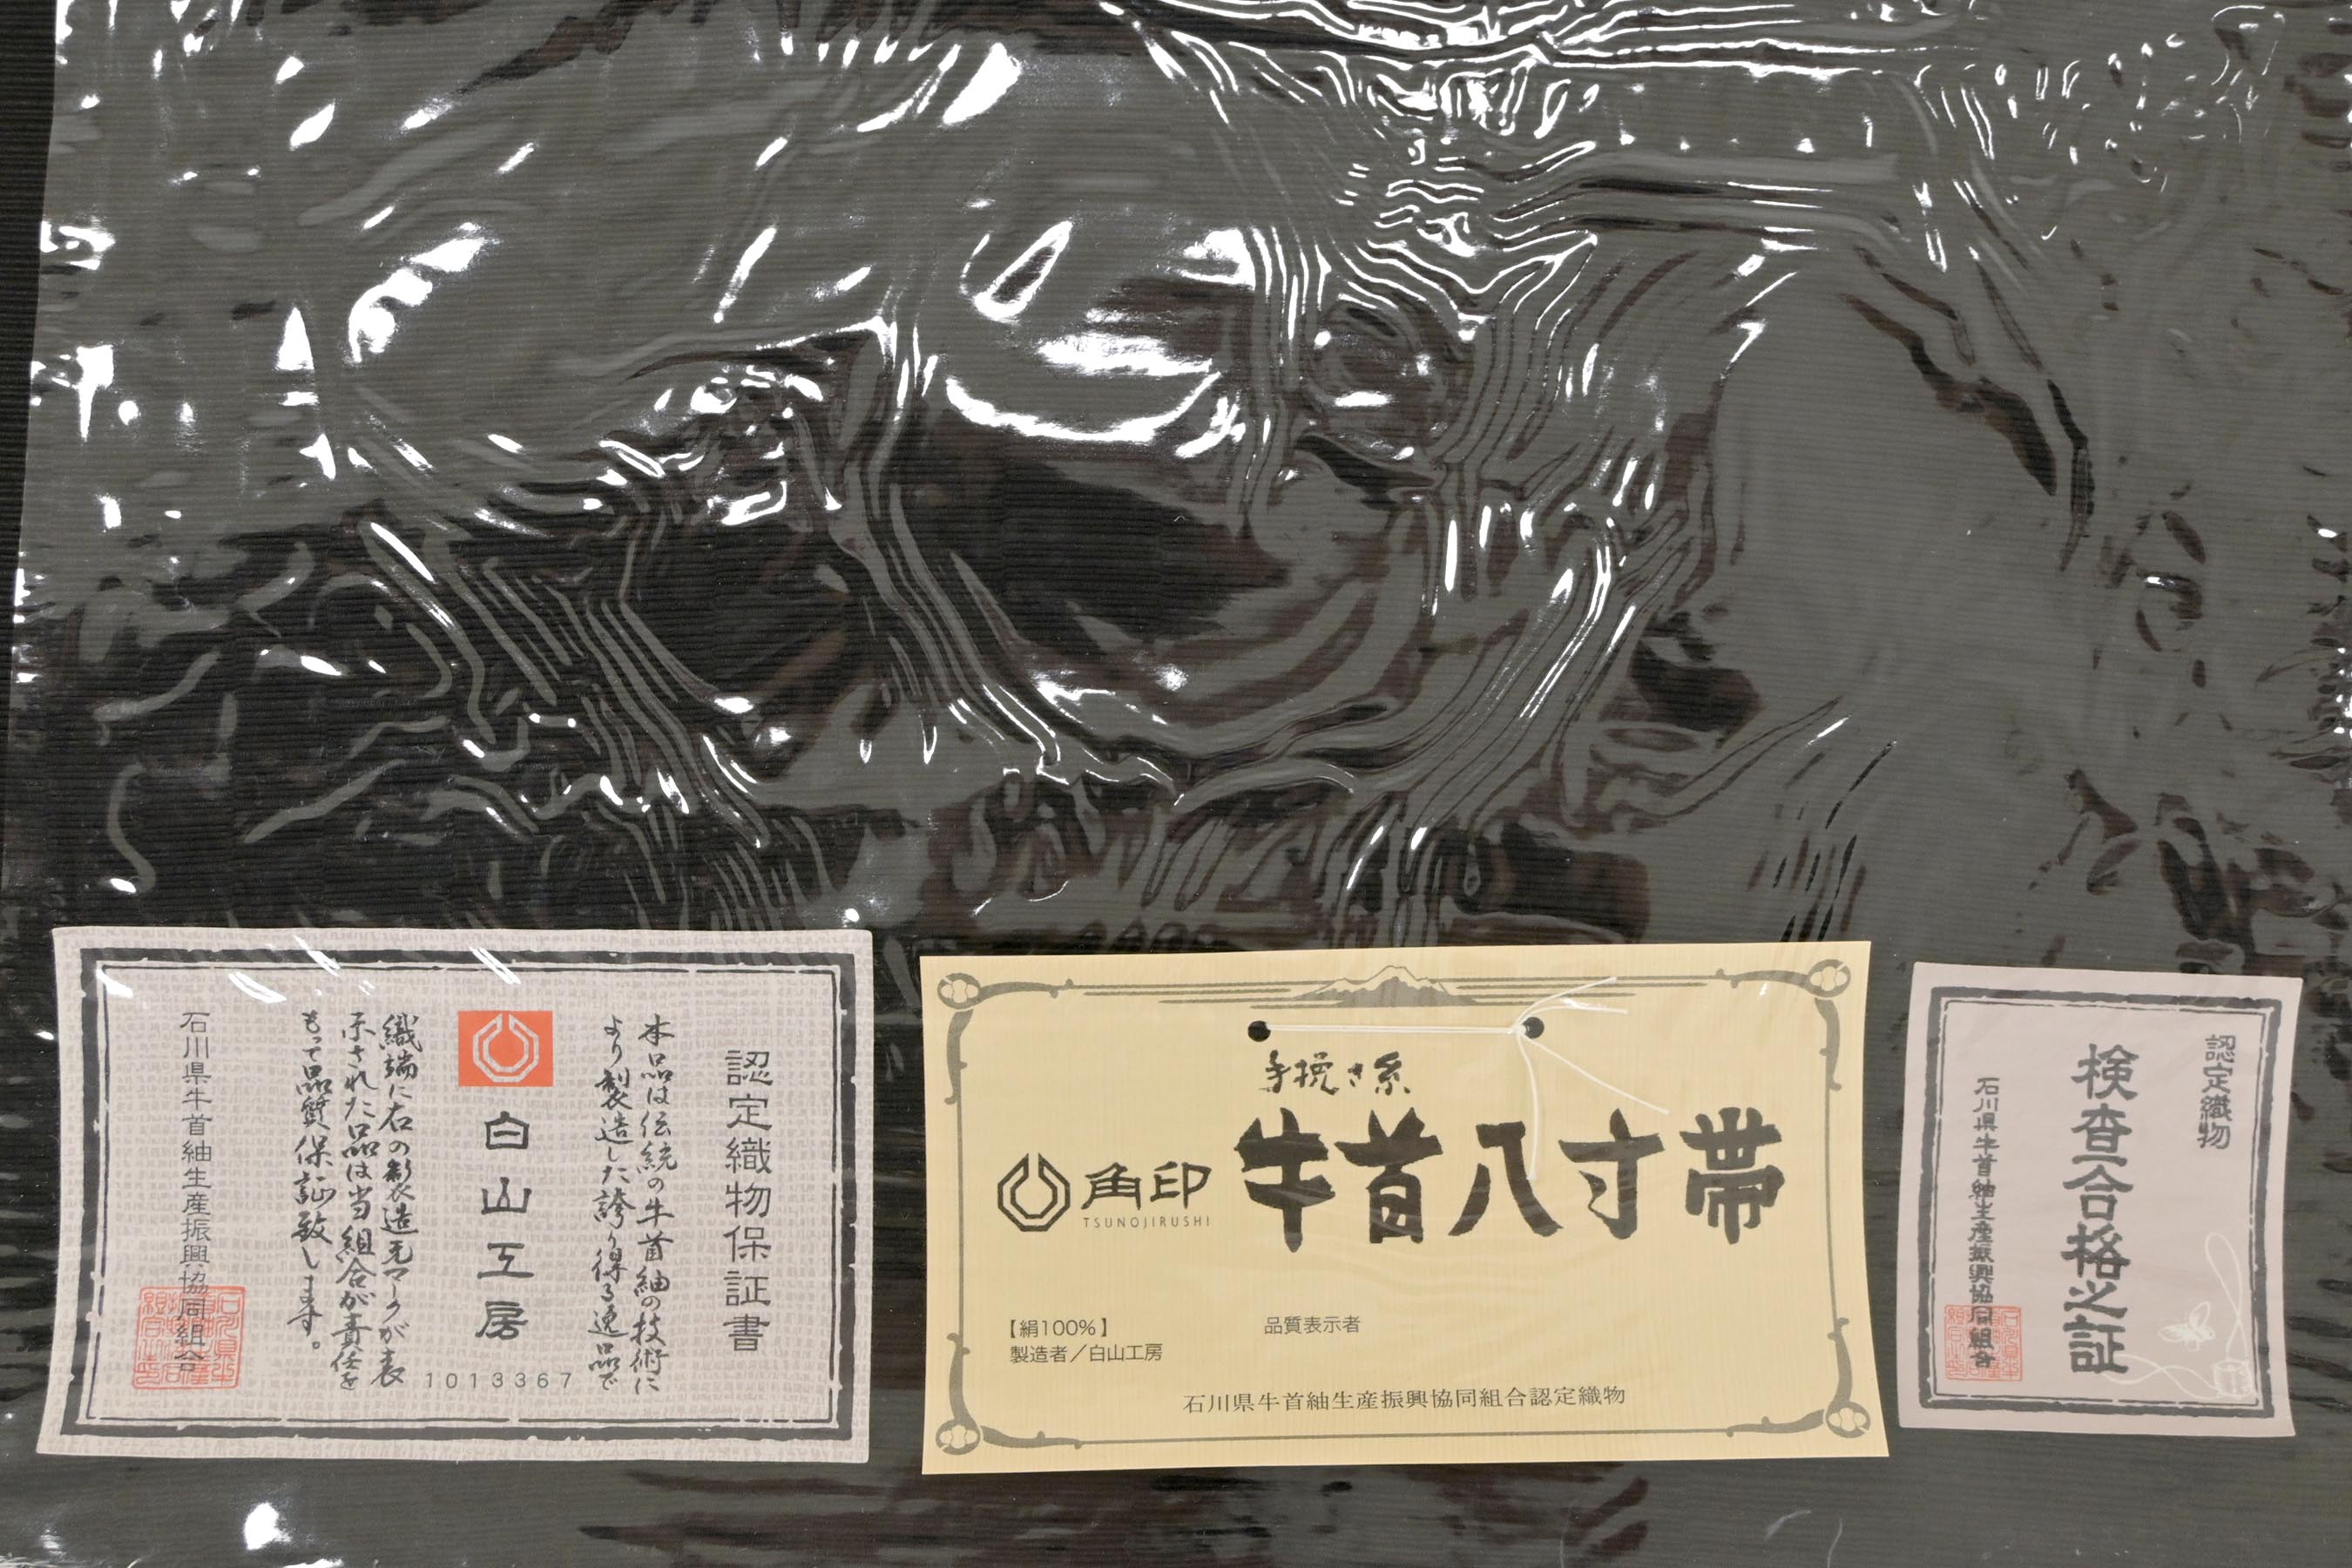 認定織物保証書
本品は伝統の牛首紬の技術に
より製造した誇り得る逸品で
白山工房
織端に右の製造元マークが表
示された品は当組合が責任を
もって品質保証致します。
石川県牛首紬生産振興協同組合
1013367
手挽き糸
牛首八寸帯
角印
TSUNOJIRUSHI
【絹100%】
製造者／白山工房
品質表示者
石川県牛首紬生産振興協同組合認定織物
認定織物
検査合格之証
石川県牛首紬生産振興協同組合